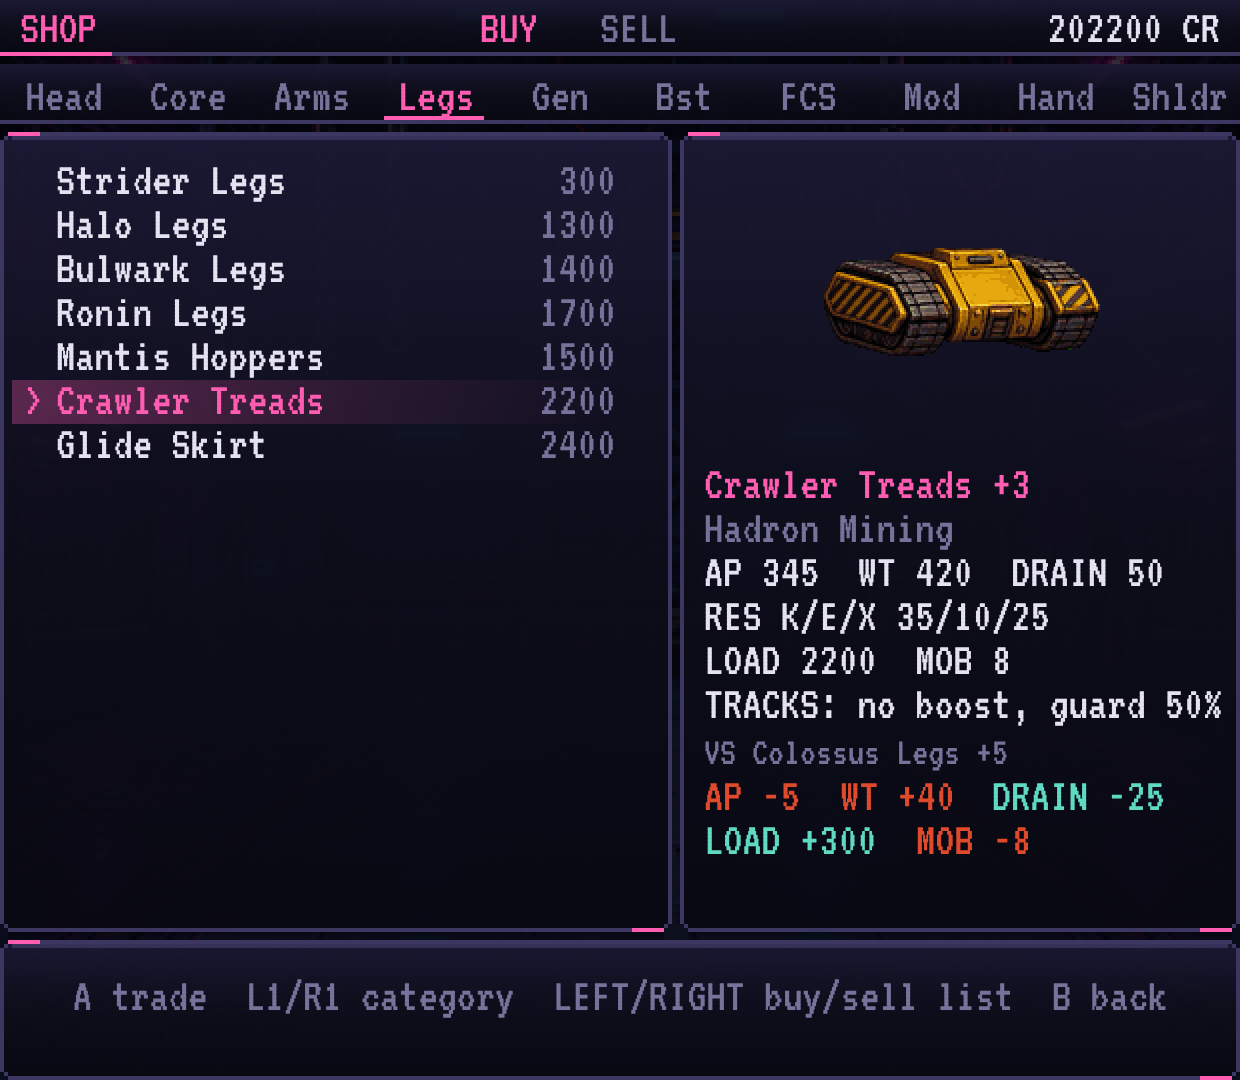 SHOP BUY SELL 202200 CR
Head Core Arms Legs Gen Bst FCS Mod Hand Shldr
Strider Legs 300
Halo Legs 1300
Bulwark Legs 1400
Ronin Legs 1700
Mantis Hoppers 1500
> Crawler Treads 2200
Glide Skirt 2400
Crawler Treads +3
Hadron Mining
AP 345 WT 420 DRAIN 50
RES K/E/X 35/10/25
LOAD 2200 MOB 8
TRACKS: no boost, guard 50%
VS Colossus Legs +5
AP -5 WT +40 DRAIN -25
LOAD +300 MOB -8
A trade L1/R1 category LEFT/RIGHT buy/sell list B back